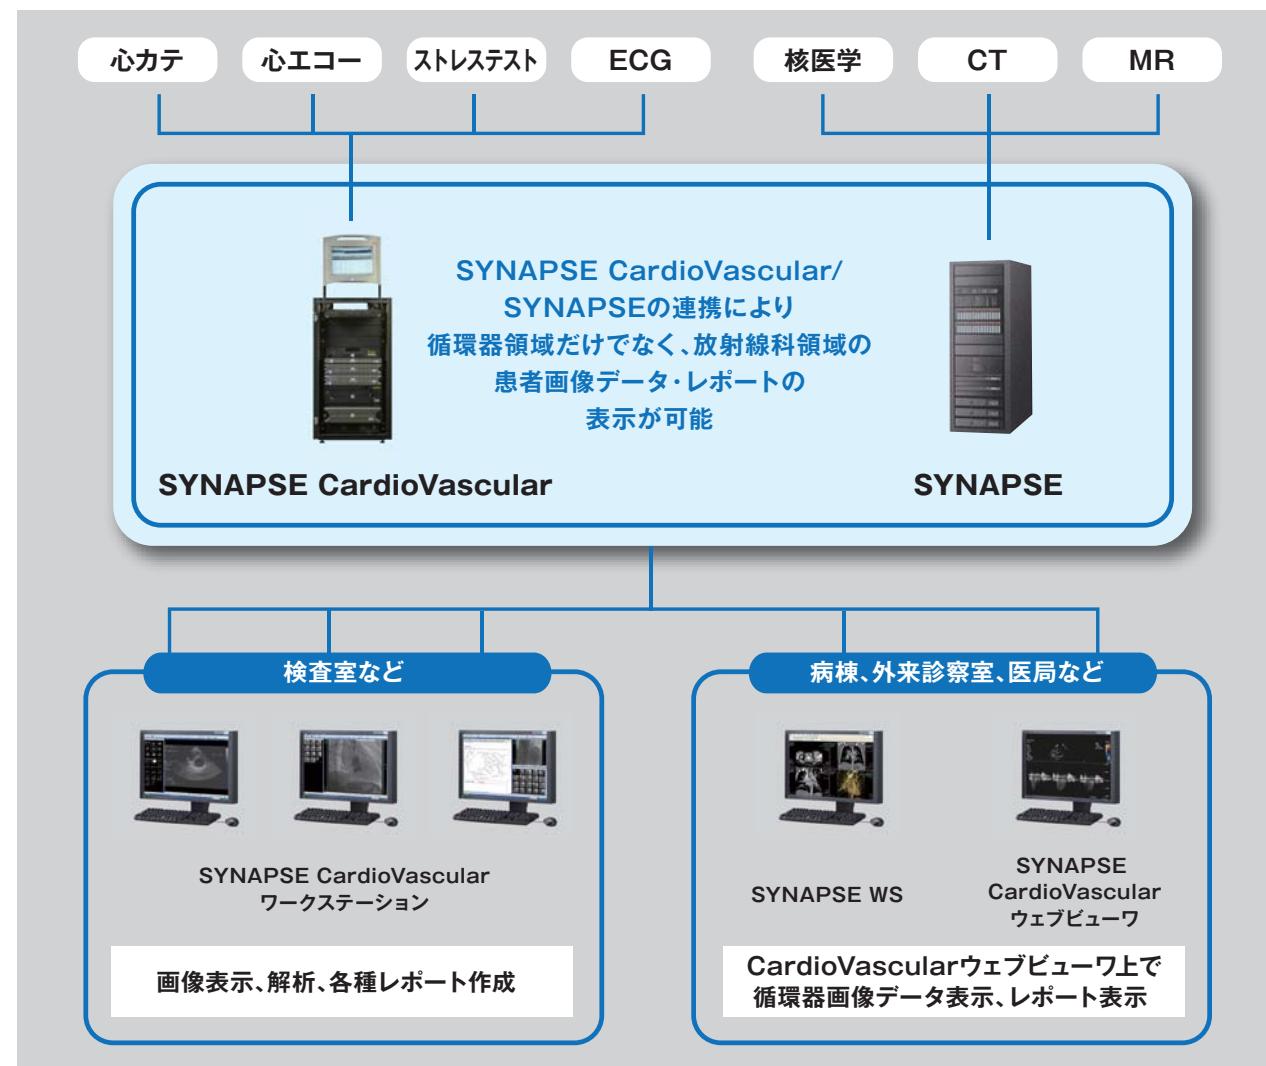 心カテ
心エコー
ストレステスト
ECG
核医学
CT
MR
SYNAPSE CardioVascular/
SYNAPSEの連携により
循環器領域だけでなく、放射線科領域の
患者画像データ・レポートの
表示が可能
SYNAPSE CardioVascular
SYNAPSE
検査室など
SYNAPSE CardioVascular
ワークステーション
画像表示、解析、各種レポート作成
病棟、外来診察室、医局など
SYNAPSE WS
SYNAPSE
CardioVascular
ウェブビューワ
CardioVascularウェブビューワ上で
循環器画像データ表示、レポート表示